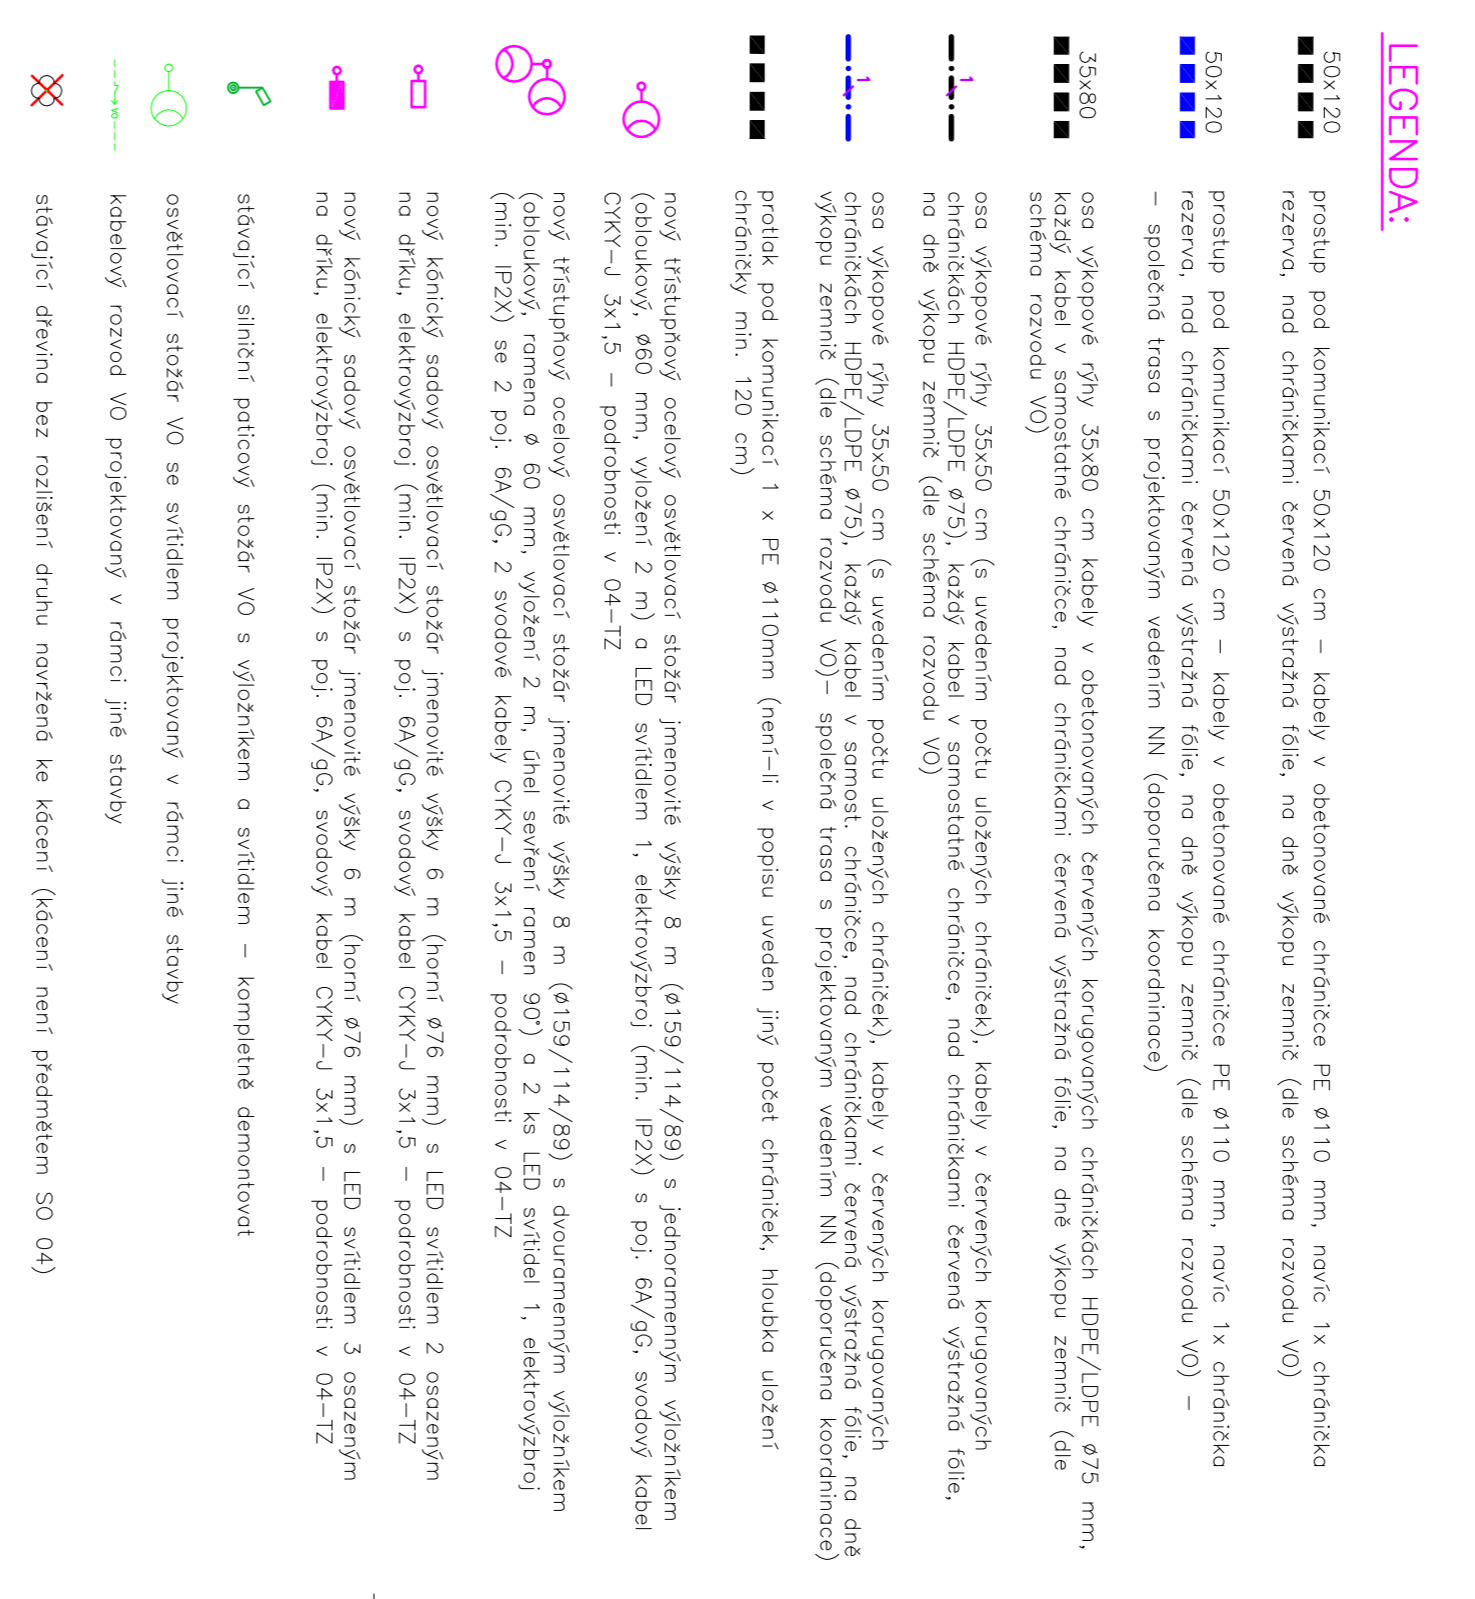 LEGENDA:
50x120
prostup pod komunikací 50x120 cm – kabely v obetonované chráničce PE ø110 mm, navíc 1x chránička
rezerva, nad chráničkami červená výstražná fólie, na dně výkopu zemnič (dle schéma rozvodu VO)
50x120
prostup pod komunikací 50x120 cm – kabely v obetonované chráničce PE ø110 mm, navíc 1x chránička
rezerva, nad chráničkami červená výstražná fólie, na dně výkopu zemnič (dle schéma rozvodu VO) –
– společná trasa s projektovaným vedením NN (doporučena koordninace)
35x80
osa výkopové rýhy 35x80 cm kabely v obetonovaných červených korugovaných chráničkách HDPE/LDPE ø75 mm,
každý kabel v samostatné chráničce, nad chráničkami červená výstražná fólie, na dně výkopu zemnič (dle
schéma rozvodu VO)
1
osa výkopové rýhy 35x50 cm (s uvedením počtu uložených chrániček), kabely v červených korugovaných
chráničkách HDPE/LDPE ø75), každý kabel v samostatné chráničce, nad chráničkami červená výstražná fólie,
na dně výkopu zemnič (dle schéma rozvodu VO)
1
osa výkopové rýhy 35x50 cm (s uvedením počtu uložených chrániček), kabely v červených korugovaných
chráničkách HDPE/LDPE ø75), každý kabel v samost. chráničce, nad chráničkami červená výstražná fólie, na dně
výkopu zemnič (dle schéma rozvodu VO)– společná trasa s projektovaným vedením NN (doporučena koordninace)
protlak pod komunikací 1 x PE ø110mm (není–li v popisu uveden jiný počet chrániček, hloubka uložení
chráničky min. 120 cm)
nový třístupňový ocelový osvětlovací stožár jmenovité výšky 8 m (ø159/114/89) s jednoramenným výložníkem
(obloukový, ø60 mm, vyložení 2 m) a LED svítidlem 1, elektrovýzbroj (min. IP2X) s poj. 6A/gG, svodový kabel
CYKY–J 3x1,5 – podrobnosti v 04–TZ
nový třístupňový ocelový osvětlovací stožár jmenovité výšky 8 m (ø159/114/89) s dvouramenným výložníkem
(obloukový, ramena ø 60 mm, vyložení 2 m, úhel sevření ramen 90°) a 2 ks LED svítidel 1, elektrovýzbroj
(min. IP2X) se 2 poj. 6A/gG, 2 svodové kabely CYKY–J 3x1,5 – podrobnosti v 04–TZ
nový kónický sadový osvětlovací stožár jmenovité výšky 6 m (horní ø76 mm) s LED svítidlem 2 osazeným
na dříku, elektrovýzbroj (min. IP2X) s poj. 6A/gG, svodový kabel CYKY–J 3x1,5 – podrobnosti v 04–TZ
nový kónický sadový osvětlovací stožár jmenovité výšky 6 m (horní ø76 mm) s LED svítidlem 3 osazeným
na dříku, elektrovýzbroj (min. IP2X) s poj. 6A/gG, svodový kabel CYKY–J 3x1,5 – podrobnosti v 04–TZ
stávající silniční paticový stožár VO s výložníkem a svítidlem – kompletně demontovat
osvětlovací stožár VO se svítidlem projektovaný v rámci jiné stavby
VO
kabelový rozvod VO projektovaný v rámci jiné stavby
stávající dřevina bez rozlišení druhu navržená ke kácení (kácení není předmětem SO 04)